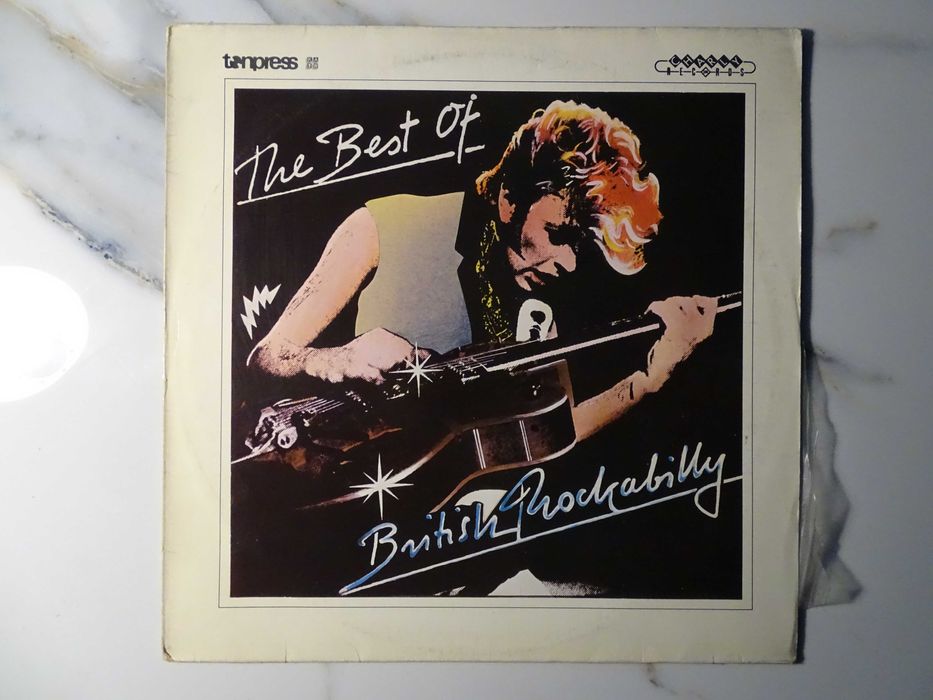 tonpress
CHARLY
RECORDS
The Best Of
British Rockabilly